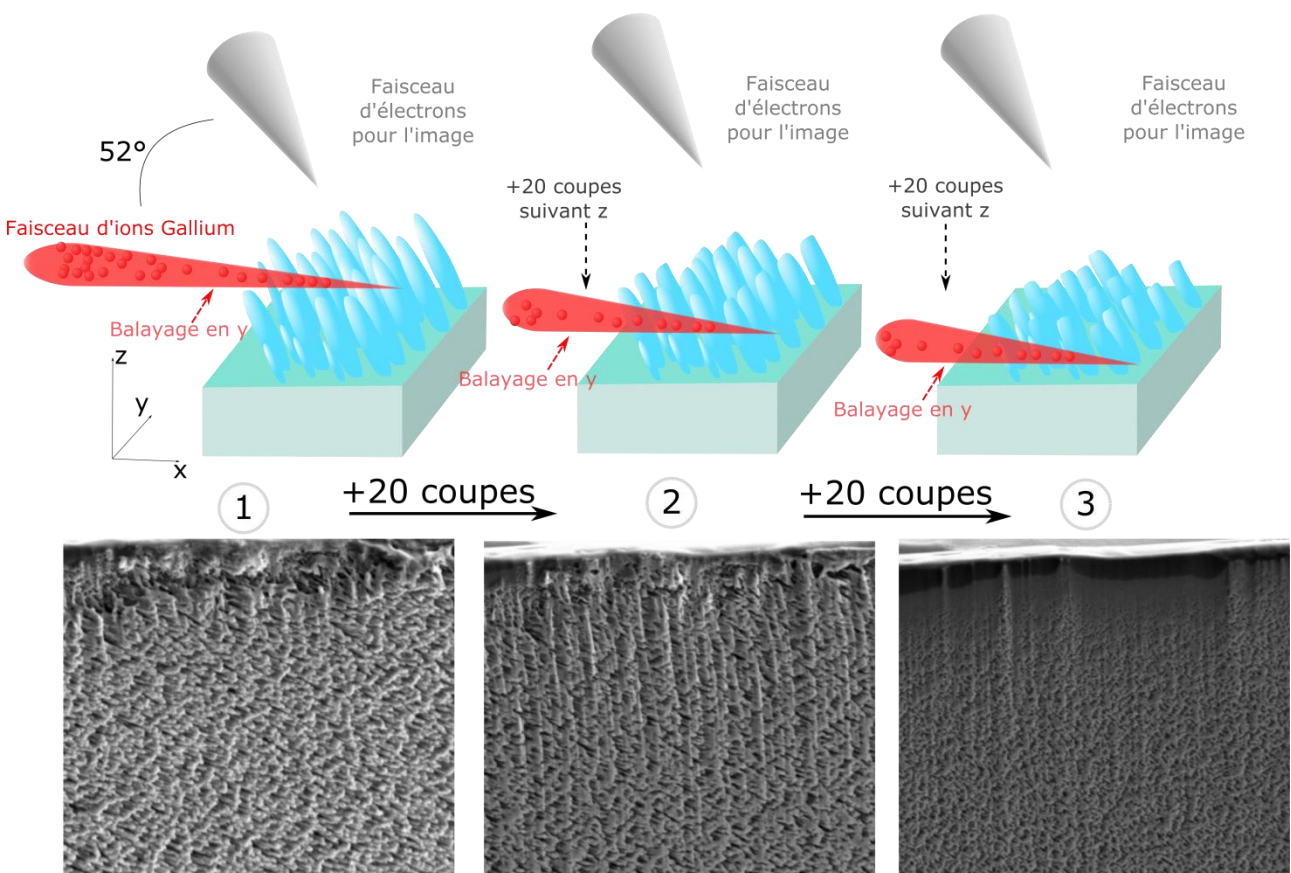 Faisceau
d'électrons
pour l'image
Faisceau
d'électrons
pour l'image
Faisceau
d'électrons
pour l'image
52°
+20 coupes
suivant z
+20 coupes
suivant z
Faisceau d'ions Gallium
Balayage en y
Balayage en y
Balayage en y
z
y
x
1
+20 coupes
2
+20 coupes
3